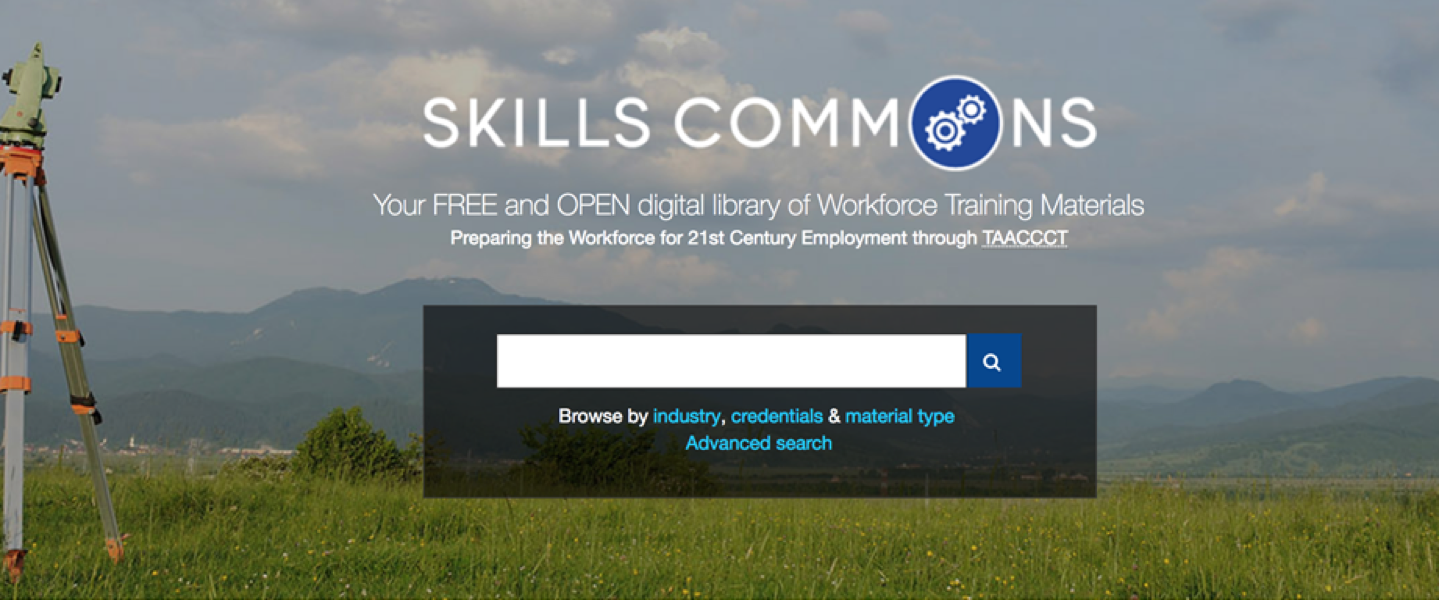 SKILLS COMMONS
Your FREE and OPEN digital library of Workforce Training Materials
Preparing the Workforce for 21st Century Employment through TAACCCT
Browse by industry, credentials & material type
Advanced search